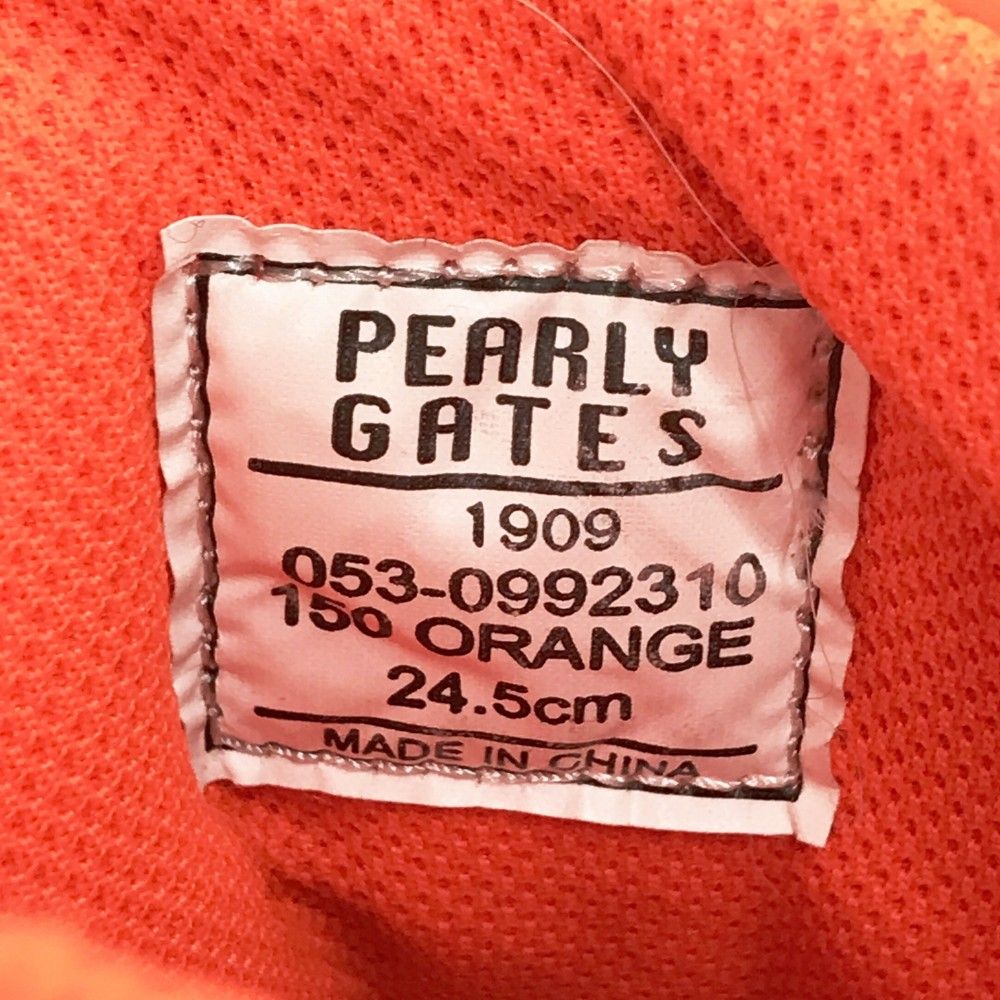 PEARLY
GATES
1909
053-0992310
150 ORANGE
24.5cm
MADE IN CHINA